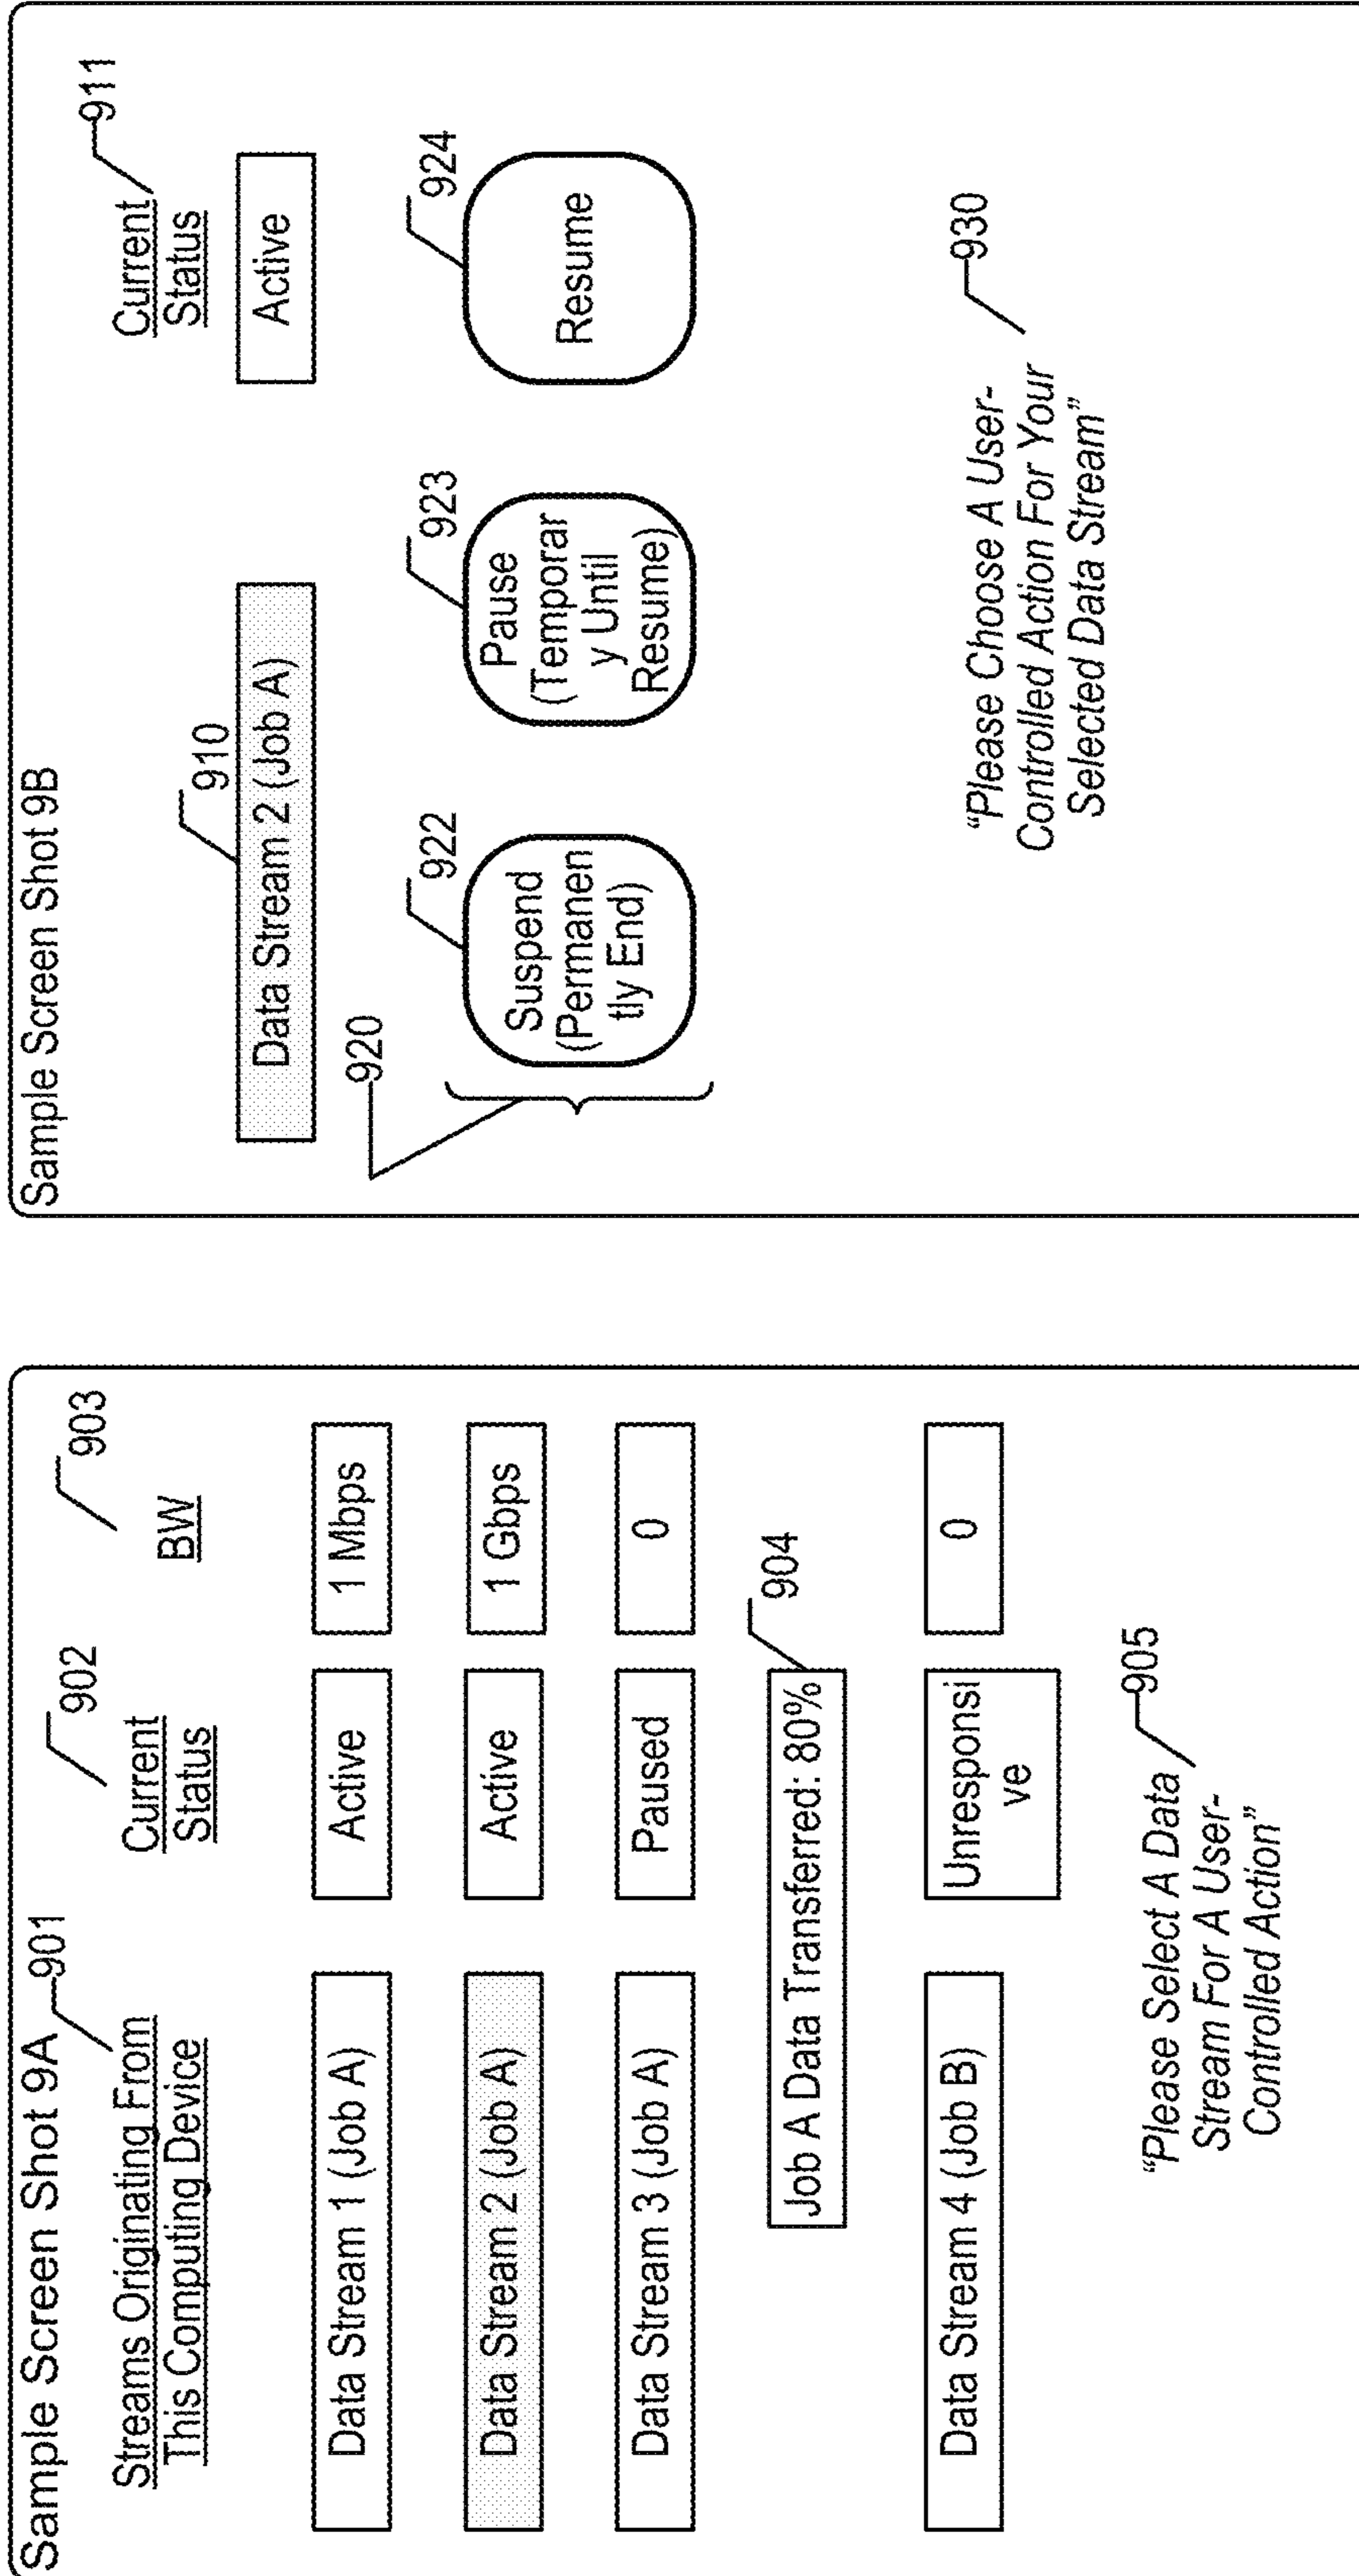 Sample Screen Shot 9A
901
902
903
Streams Originating From
This Computing Device
Current
Status
BW
Data Stream 1 (Job A)
Active
1 Mbps
Data Stream 2 (Job A)
Active
1 Gbps
Data Stream 3 (Job A)
Paused
0
904
Job A Data Transferred: 80%
Data Stream 4 (Job B)
Unresponsi
ve
0
905
“Please Select A Data
Stream For A User-
Controlled Action”
Sample Screen Shot 9B
911
Current
Status
910
Data Stream 2 (Job A)
Active
920
922
923
924
Suspend
(Permanen
tly End)
Pause
(Temporar
y Until
Resume)
Resume
930
“Please Choose A User-
Controlled Action For Your
Selected Data Stream”